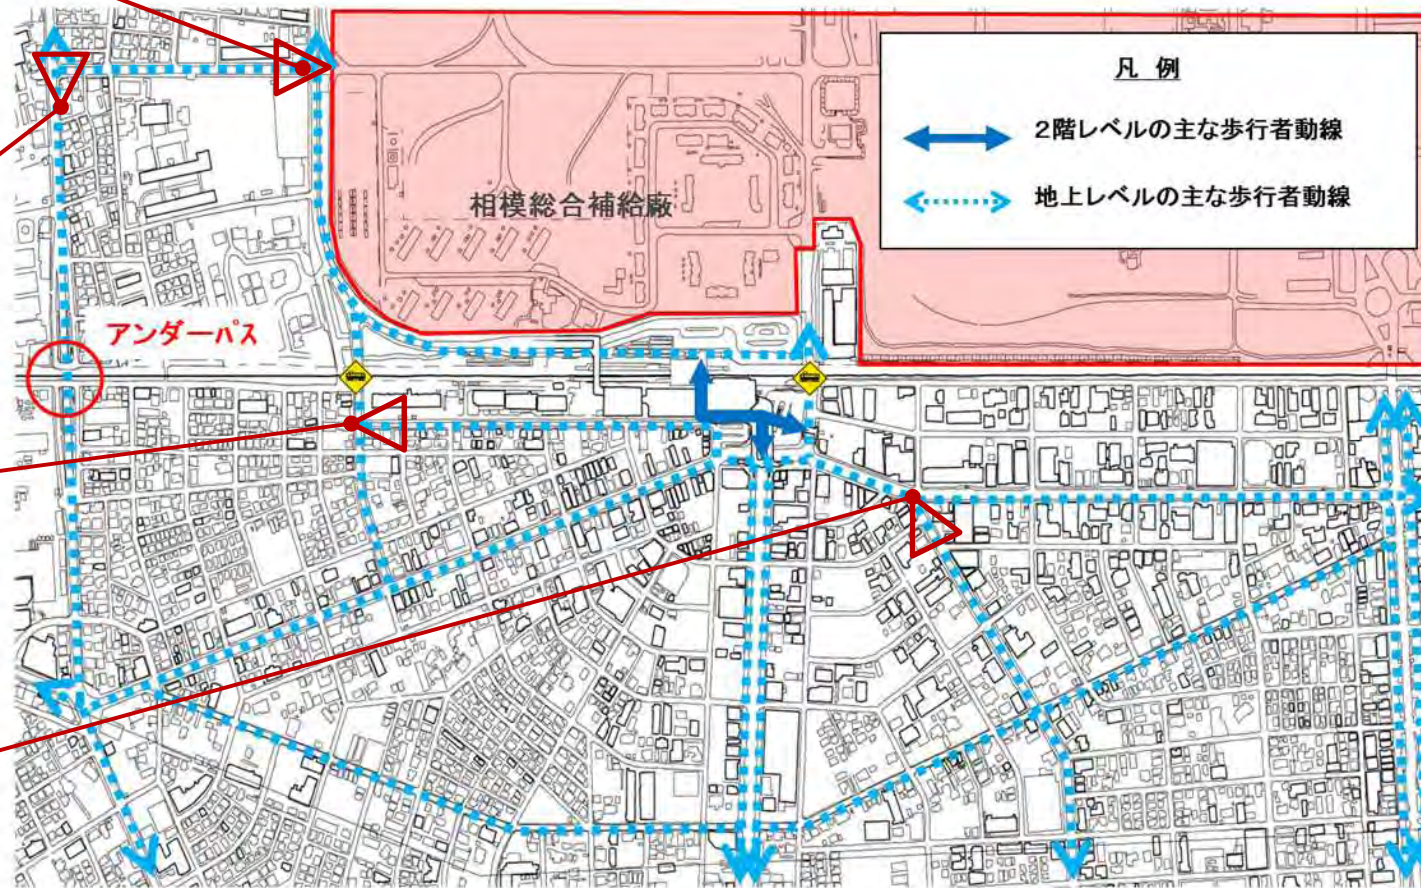 凡 例
2階レベルの主な歩行者動線
地上レベルの主な歩行者動線
相模総合補給廠
アンダーパス